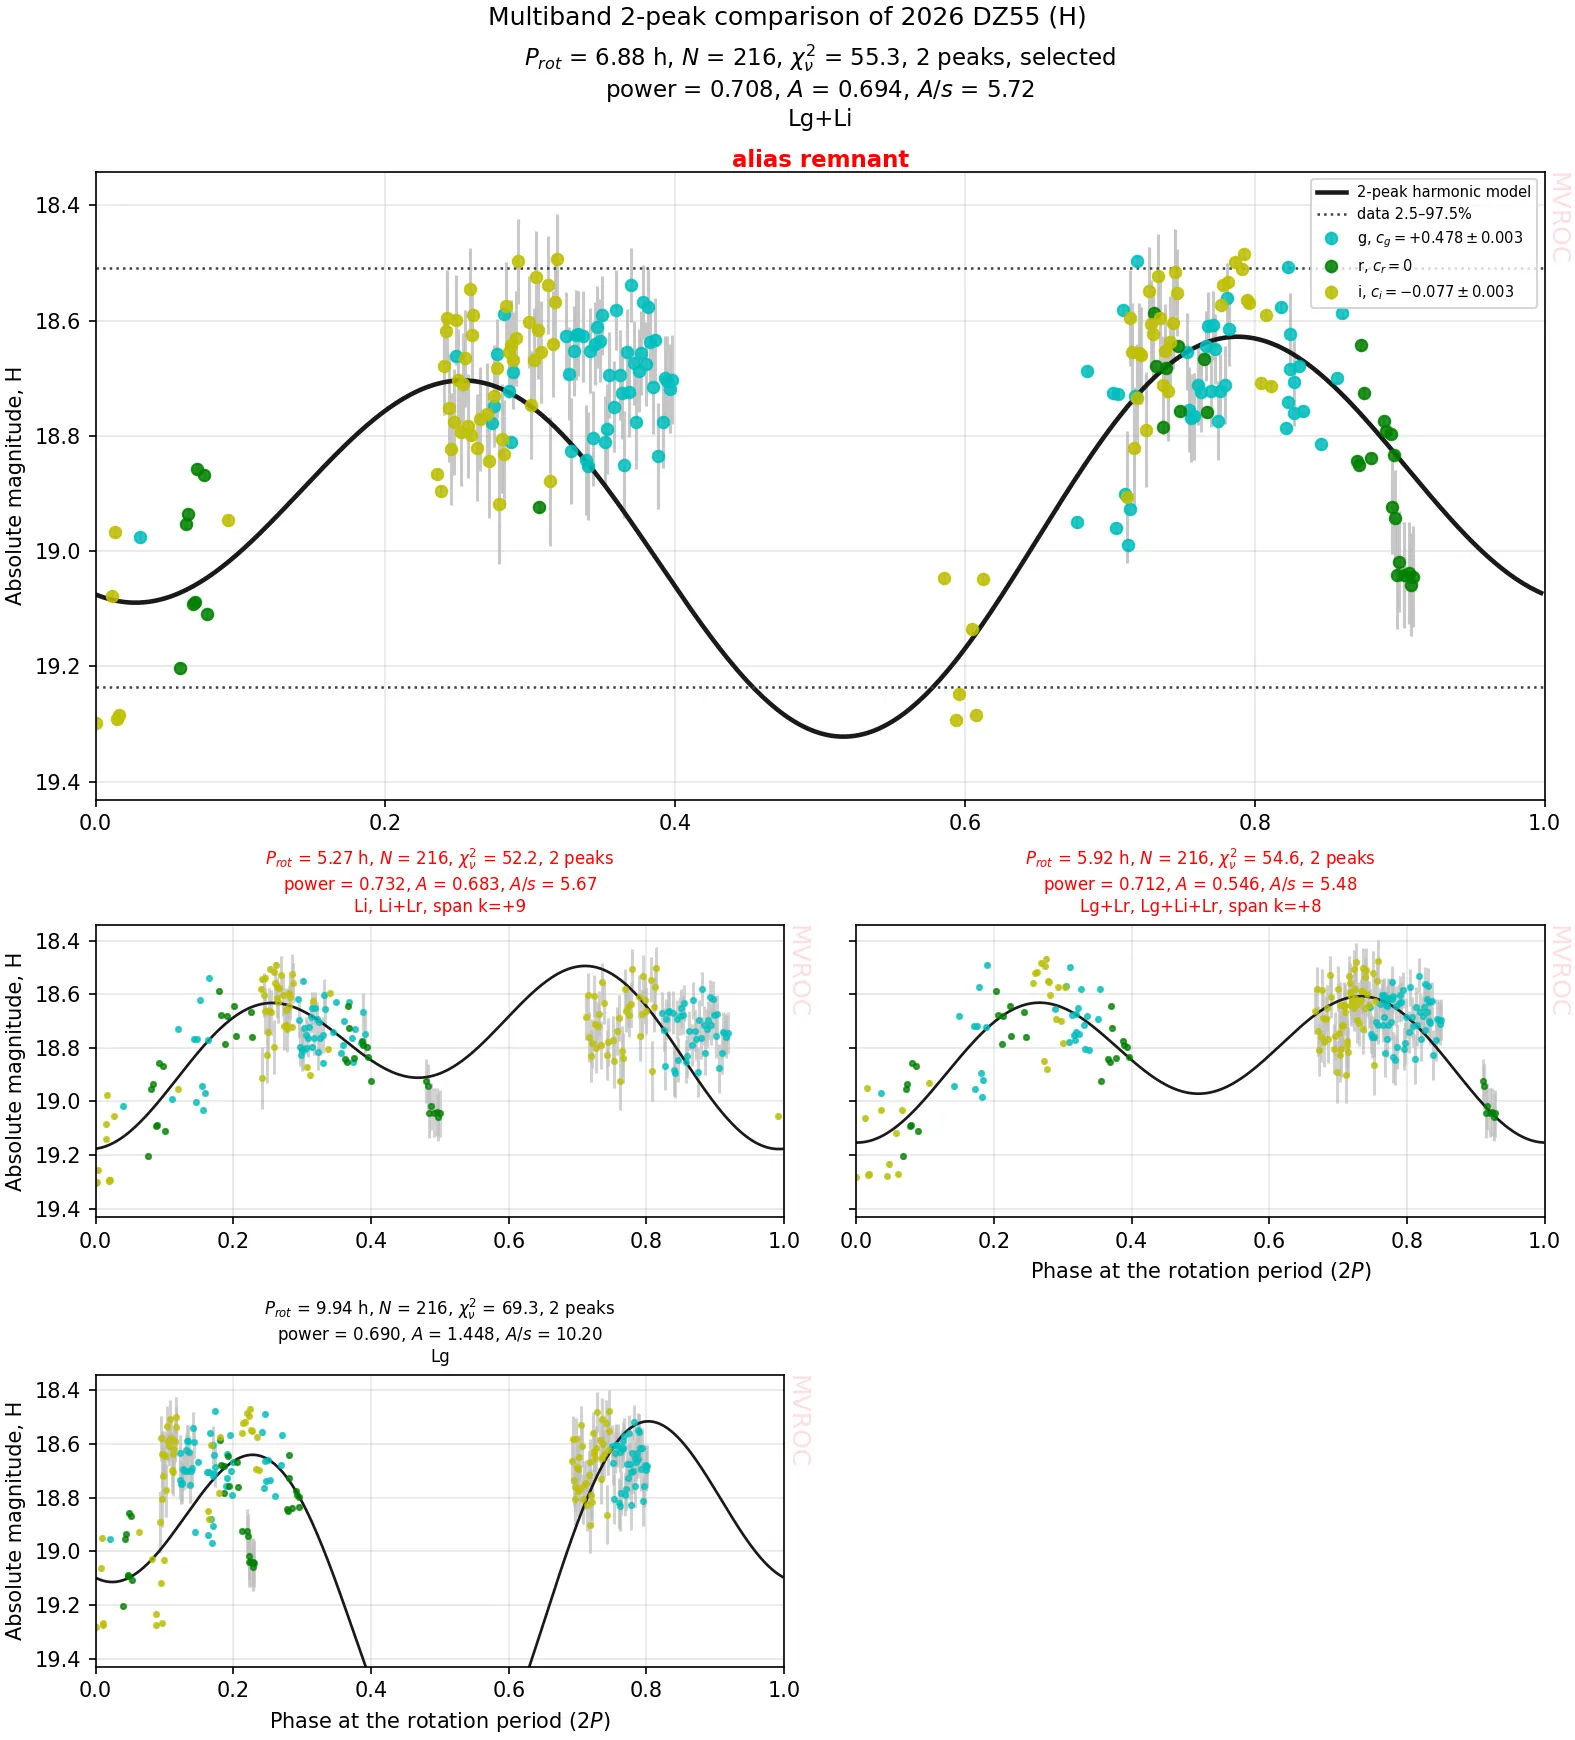 Multiband 2-peak comparison of 2026 DZ55 (H)
P_rot = 6.88 h, N = 216, χ²_ν = 55.3, 2 peaks, selected
power = 0.708, A = 0.694, A/s = 5.72
Lg+Li
alias remnant
MVROC
2-peak harmonic model
data 2.5–97.5%
g, c_g = +0.478 ± 0.003
r, c_r = 0
i, c_i = −0.077 ± 0.003
Absolute magnitude, H
18.4
18.6
18.8
19.0
19.2
19.4
0.0 0.2 0.4 0.6 0.8 1.0
P_rot = 5.27 h, N = 216, χ²_ν = 52.2, 2 peaks
power = 0.732, A = 0.683, A/s = 5.67
Li, Li+Lr, span k=+9
MVROC
Absolute magnitude, H
18.4
18.6
18.8
19.0
19.2
19.4
0.0 0.2 0.4 0.6 0.8 1.0
P_rot = 5.92 h, N = 216, χ²_ν = 54.6, 2 peaks
power = 0.712, A = 0.546, A/s = 5.48
Lg+Lr, Lg+Li+Lr, span k=+8
MVROC
0.0 0.2 0.4 0.6 0.8 1.0
Phase at the rotation period (2P)
P_rot = 9.94 h, N = 216, χ²_ν = 69.3, 2 peaks
power = 0.690, A = 1.448, A/s = 10.20
Lg
MVROC
Absolute magnitude, H
18.4
18.6
18.8
19.0
19.2
19.4
0.0 0.2 0.4 0.6 0.8 1.0
Phase at the rotation period (2P)